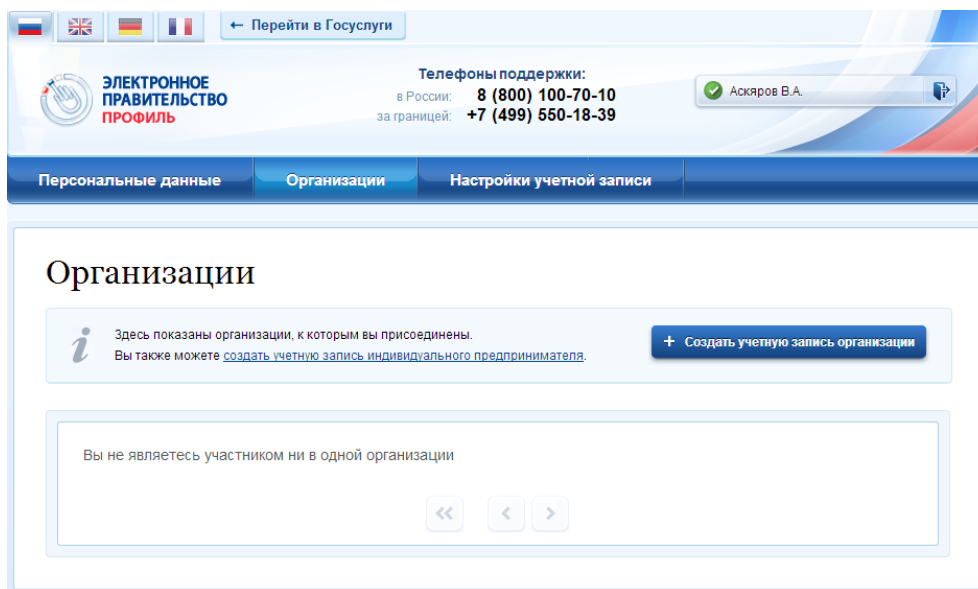 ← Перейти в Госуслуги
ЭЛЕКТРОННОЕ
ПРАВИТЕЛЬСТВО
ПРОФИЛЬ
Телефоны поддержки:
в России: 8 (800) 100-70-10
за границей: +7 (499) 550-18-39
Аскяров В.А.
Персональные данные Организации Настройки учетной записи
Организации
Здесь показаны организации, к которым вы присоединены.
Вы также можете создать учетную запись индивидуального предпринимателя.
+ Создать учетную запись организации
Вы не являетесь участником ни в одной организации